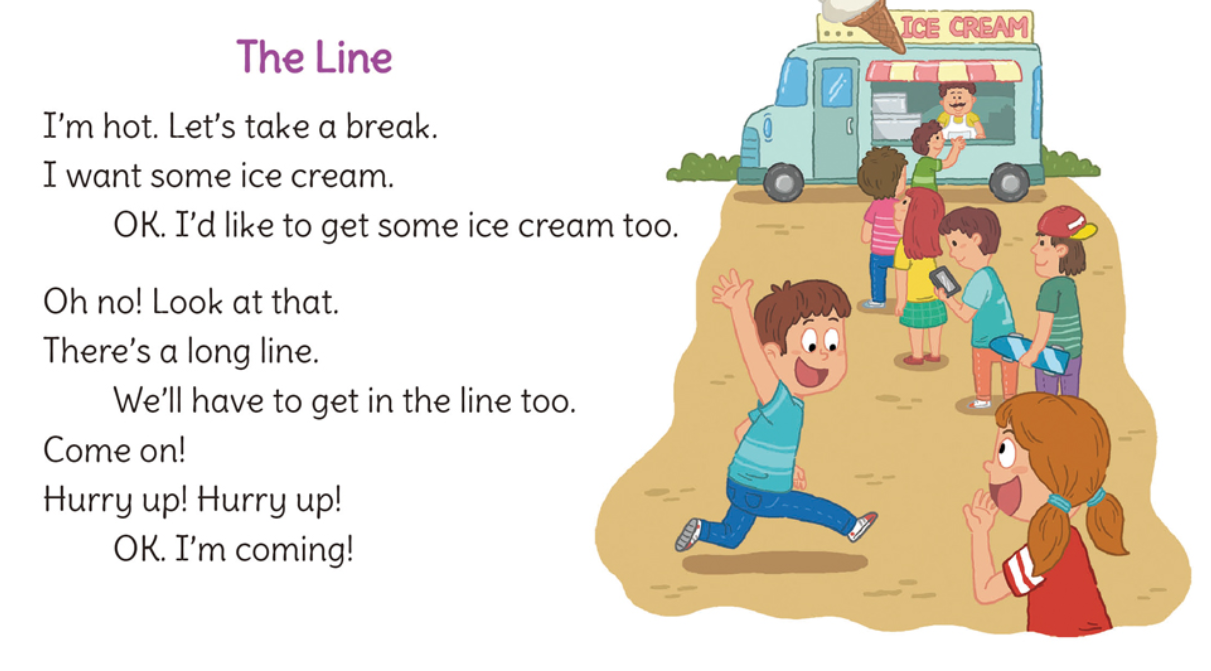 The Line
I'm hot. Let's take a break.
I want some ice cream.
OK. I'd like to get some ice cream too.
Oh no! Look at that.
There's a long line.
We'll have to get in the line too.
Come on!
Hurry up! Hurry up!
OK. I'm coming!
ICE CREAM